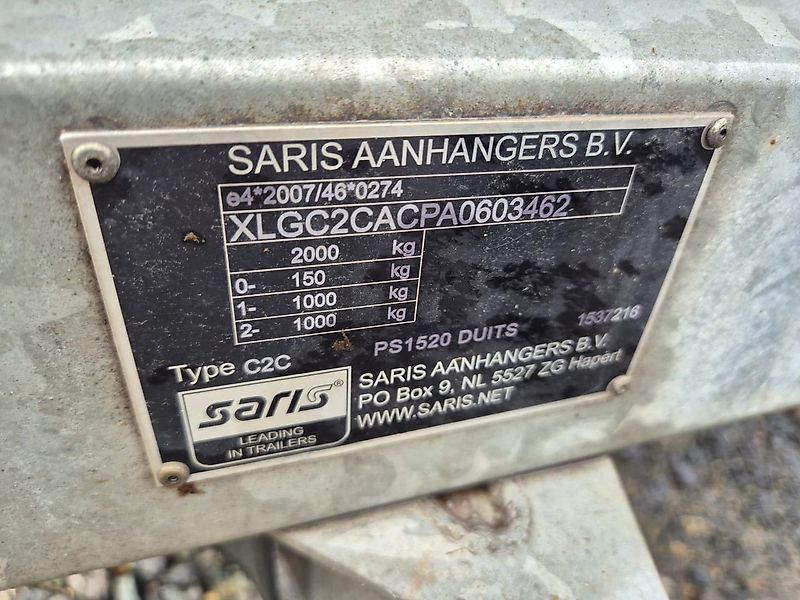 SARIS AANHANGERS B.V.
e4*2007/46*0274
XLGC2CACPA0603462
2000 kg
0- 150 kg
1- 1000 kg
2- 1000 kg
PS1520 DUITS 1537216
Type C2C
saris®
LEADING
IN TRAILERS
SARIS AANHANGERS B.V.
PO Box 9, NL 5527 ZG Hapert
WWW.SARIS.NET